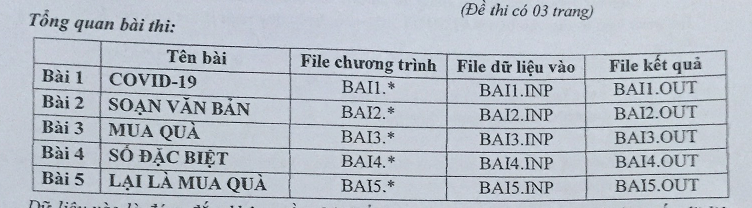 (Đề thi có 03 trang)
Tổng quan bài thi:
Tên bài File chương trình File dữ liệu vào File kết quả
Bài 1 COVID-19 BAI1.* BAI1.INP BAI1.OUT
Bài 2 SOẠN VĂN BẢN BAI2.* BAI2.INP BAI2.OUT
Bài 3 MUA QUÀ BAI3.* BAI3.INP BAI3.OUT
Bài 4 SỐ ĐẶC BIỆT BAI4.* BAI4.INP BAI4.OUT
Bài 5 LẠI LÀ MUA QUÀ BAI5.* BAI5.INP BAI5.OUT
Dữ liệu vào là